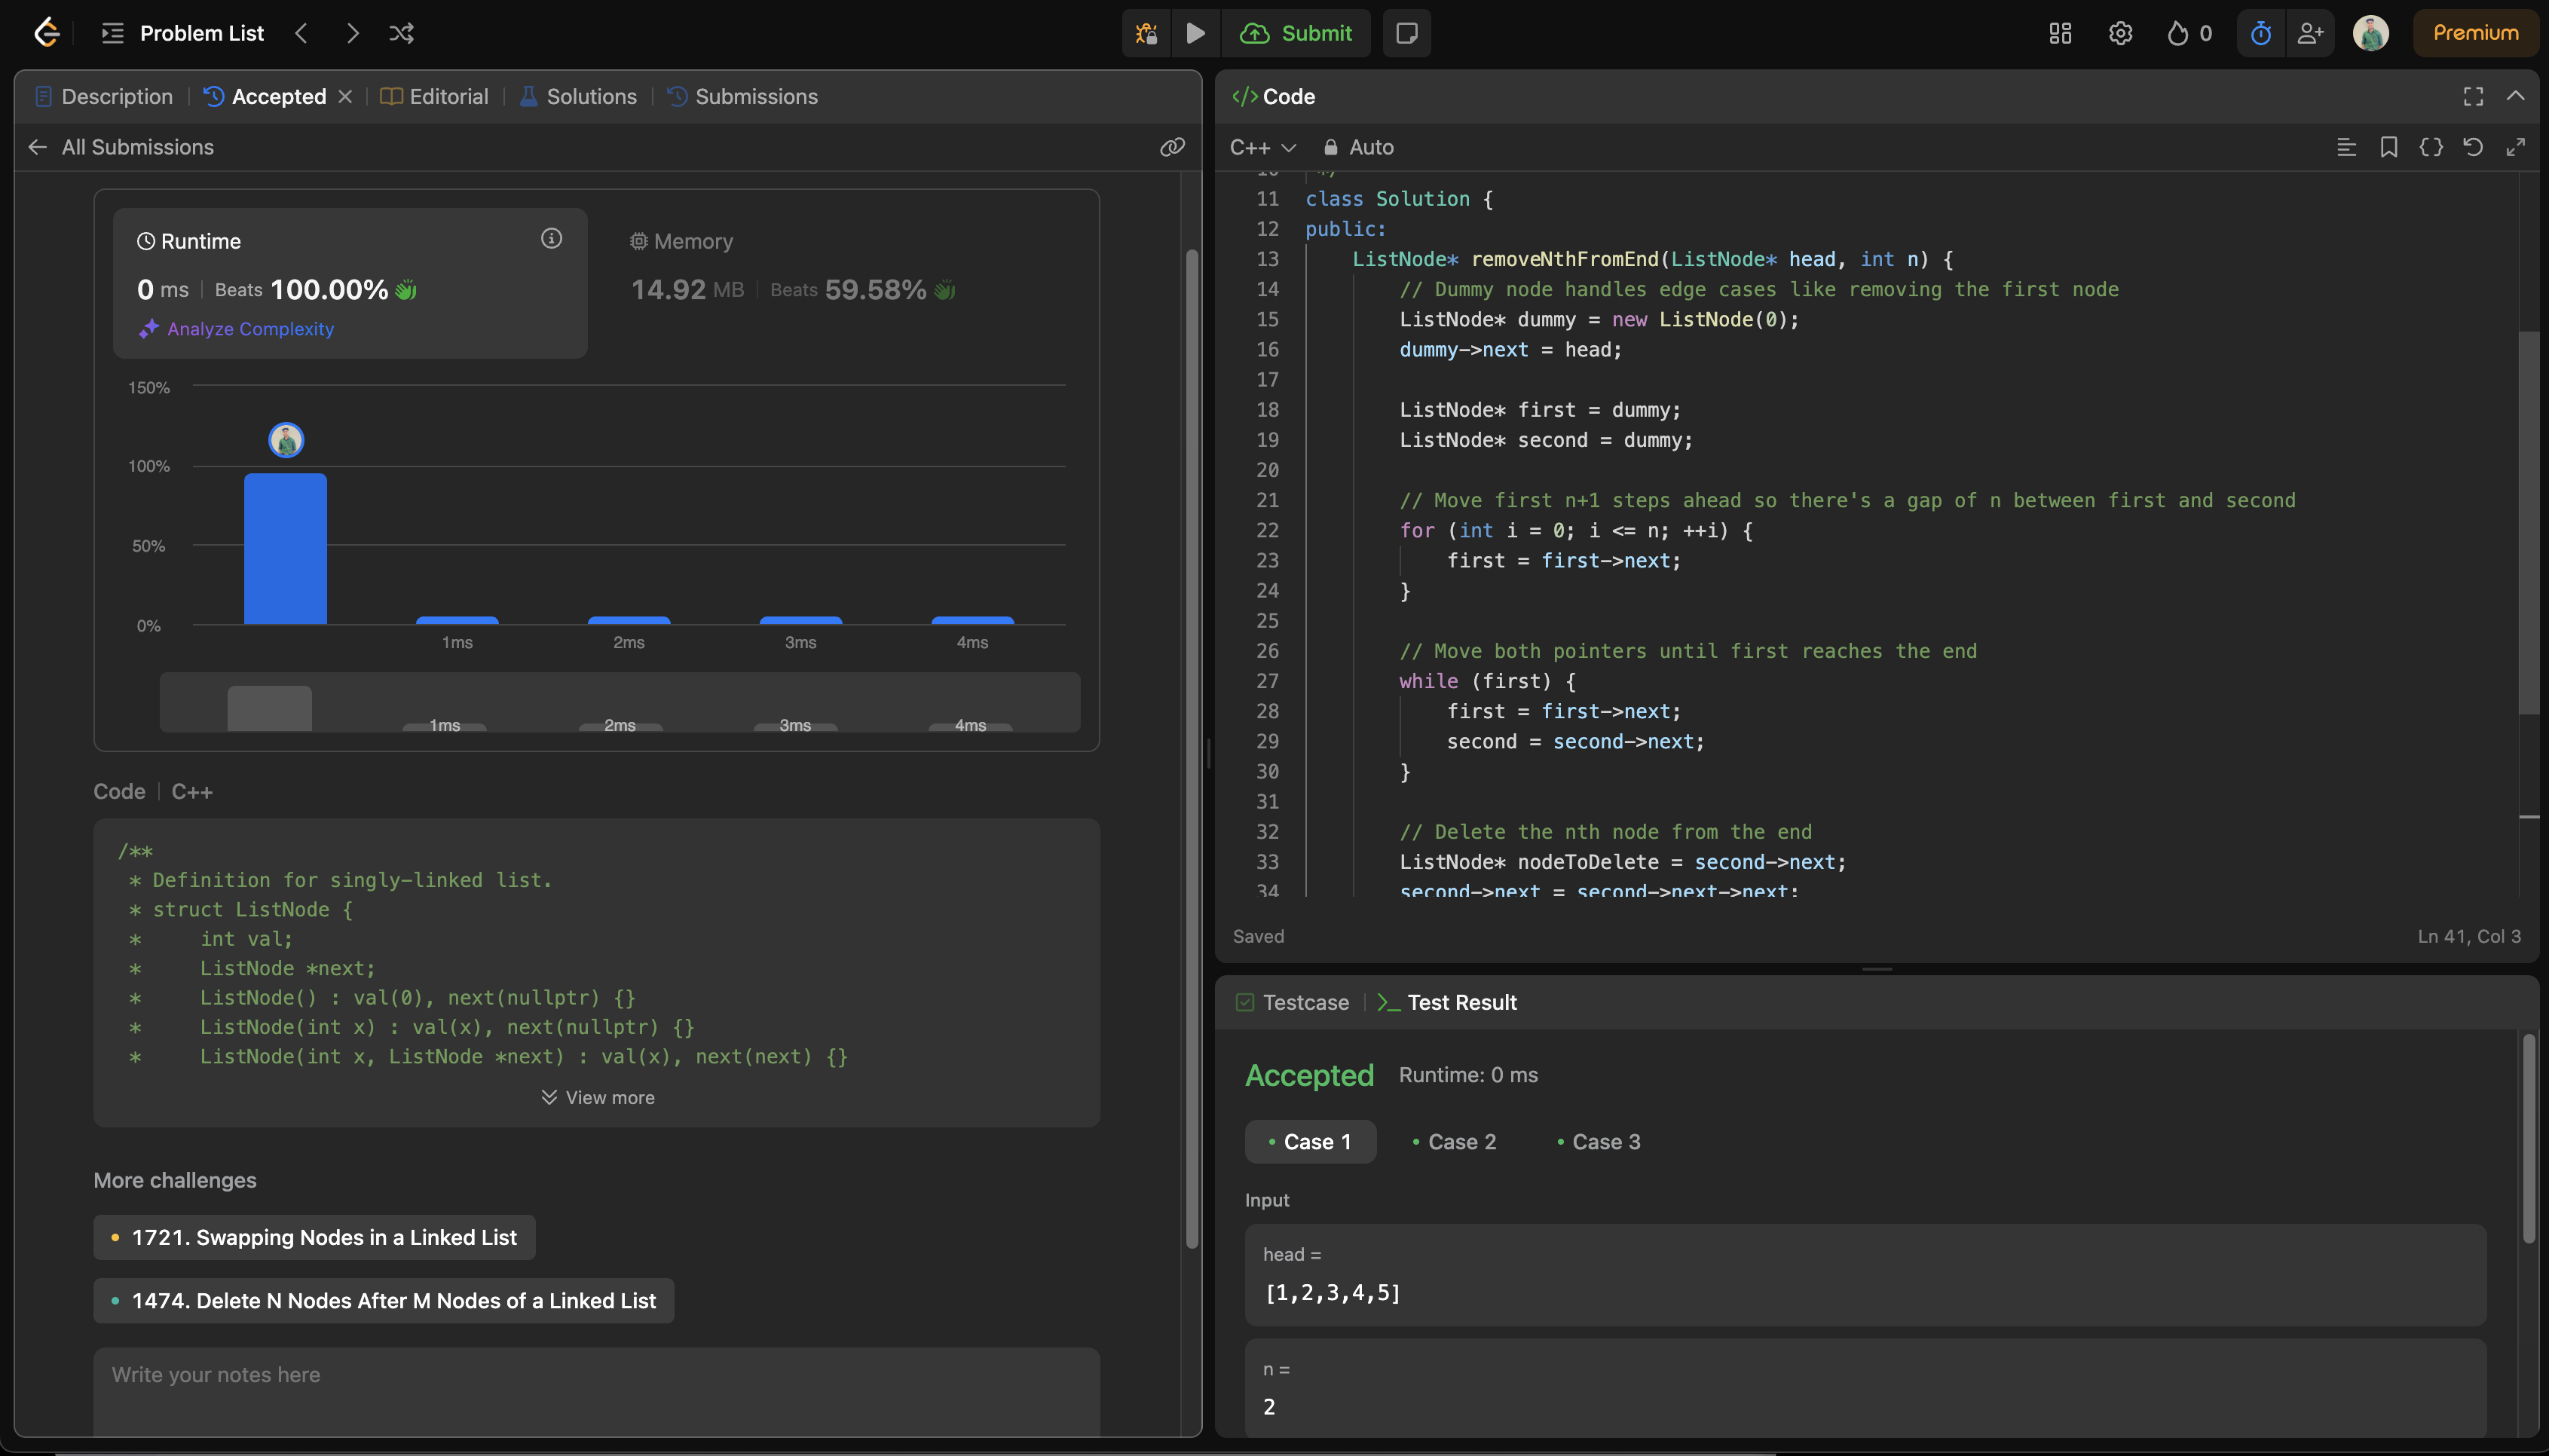 Problem List
Submit
0
Premium
Description
Accepted
Editorial
Solutions
Submissions
All Submissions
Runtime
0 ms
Beats 100.00%
Analyze Complexity
Memory
14.92 MB
Beats 59.58%
150%
100%
50%
0%
1ms
2ms
3ms
4ms
1ms
2ms
3ms
4ms
Code
C++
/**
* Definition for singly-linked list.
* struct ListNode {
*     int val;
*     ListNode *next;
*     ListNode() : val(0), next(nullptr) {}
*     ListNode(int x) : val(x), next(nullptr) {}
*     ListNode(int x, ListNode *next) : val(x), next(next) {}
View more
More challenges
1721. Swapping Nodes in a Linked List
1474. Delete N Nodes After M Nodes of a Linked List
Write your notes here
</> Code
C++
Auto
10 */
11 class Solution {
12 public:
13     ListNode* removeNthFromEnd(ListNode* head, int n) {
14         // Dummy node handles edge cases like removing the first node
15         ListNode* dummy = new ListNode(0);
16         dummy->next = head;
17
18         ListNode* first = dummy;
19         ListNode* second = dummy;
20
21         // Move first n+1 steps ahead so there's a gap of n between first and second
22         for (int i = 0; i <= n; ++i) {
23             first = first->next;
24         }
25
26         // Move both pointers until first reaches the end
27         while (first) {
28             first = first->next;
29             second = second->next;
30         }
31
32         // Delete the nth node from the end
33         ListNode* nodeToDelete = second->next;
34         second->next = second->next->next;
Saved
Ln 41, Col 3
Testcase
Test Result
Accepted
Runtime: 0 ms
Case 1
Case 2
Case 3
Input
head =
[1,2,3,4,5]
n =
2